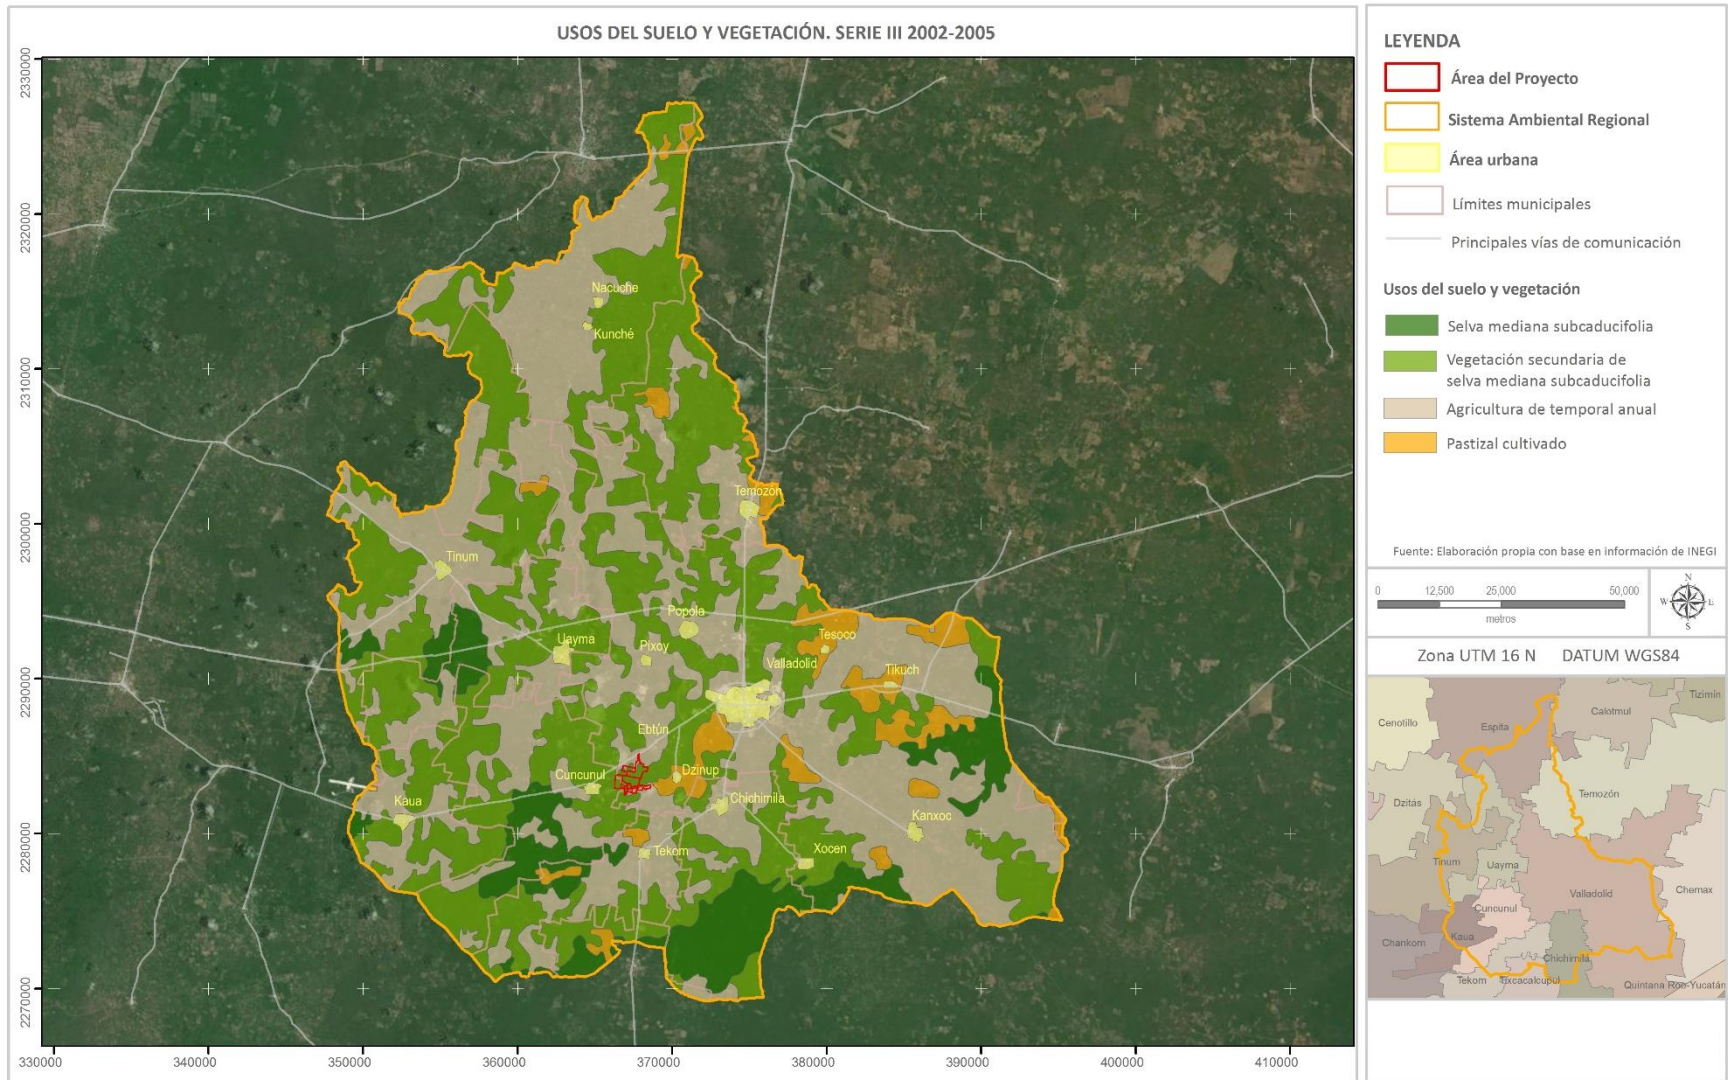 USOS DEL SUELO Y VEGETACIÓN. SERIE III 2002-2005
2330000
2320000
2310000
2300000
2290000
2280000
2270000
330000
340000
350000
360000
370000
380000
390000
400000
410000
Nacuche
Kunché
Temozón
Tinum
Popola
Uayma
Pixoy
Tesoco
Valladolid
Tikuch
Ebtún
Cuncunul
Dzinup
Kaua
Chichimila
Kanxoc
Tekom
Xocen
LEYENDA
Área del Proyecto
Sistema Ambiental Regional
Área urbana
Límites municipales
Principales vías de comunicación
Usos del suelo y vegetación
Selva mediana subcaducifolia
Vegetación secundaria de
selva mediana subcaducifolia
Agricultura de temporal anual
Pastizal cultivado
Fuente: Elaboración propia con base en información de INEGI
0 12,500 25,000 50,000
metros
N
W E
S
Zona UTM 16 N DATUM WGS84
Tizimín
Cenotillo
Espita
Calotmul
Dzitás
Temozón
Tinum
Uayma
Valladolid
Chemax
Cuncunul
Kaua
Chankom
Chichimilá
Tekom
Tixcacalcupul
Quintana Roo-Yucatán